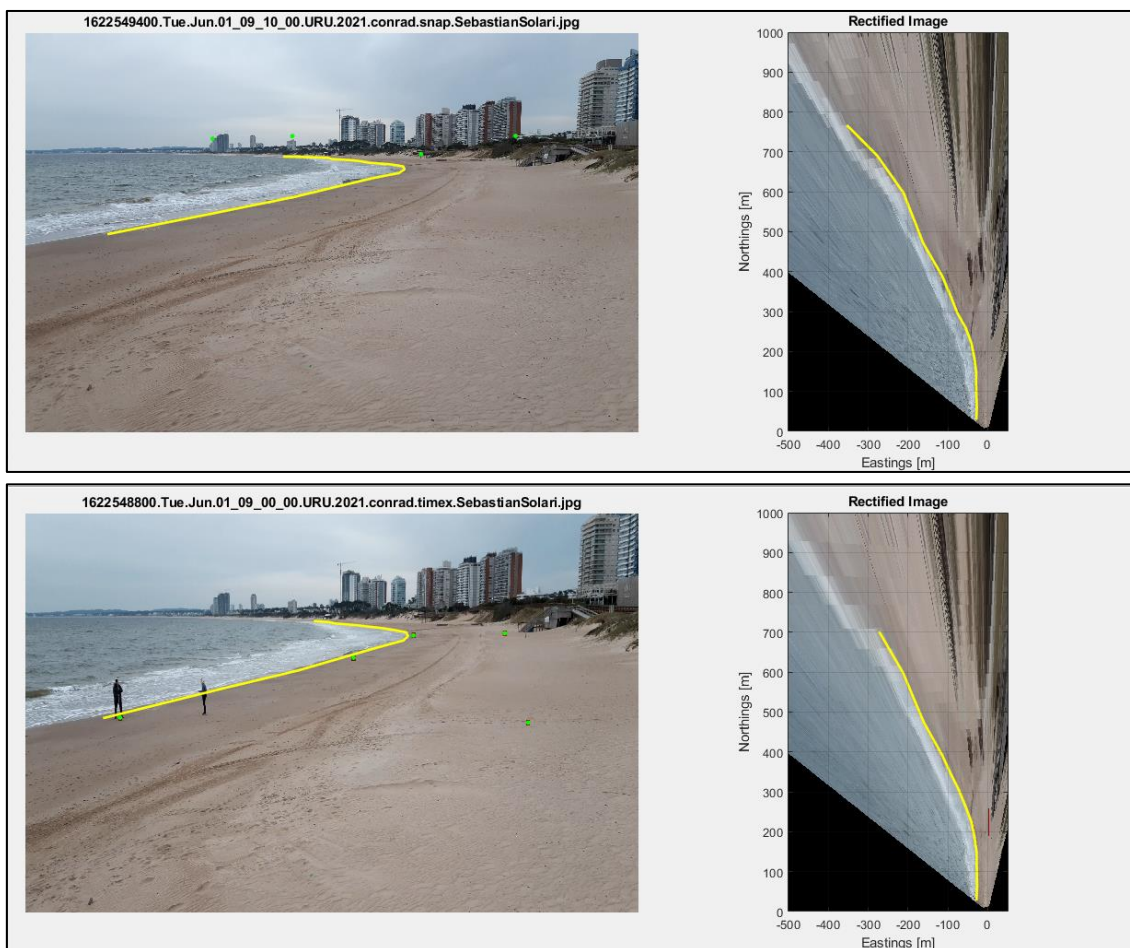 1622549400.Tue.Jun.01_09_10_00.URU.2021.conrad.snap.SebastianSolari.jpg
Rectified Image
1000
900
800
700
600
500
400
300
200
100
0
Northings [m]
-500 -400 -300 -200 -100 0
Eastings [m]
1622548800.Tue.Jun.01_09_00_00.URU.2021.conrad.timex.SebastianSolari.jpg
Rectified Image
1000
900
800
700
600
500
400
300
200
100
0
Northings [m]
-500 -400 -300 -200 -100 0
Eastings [m]